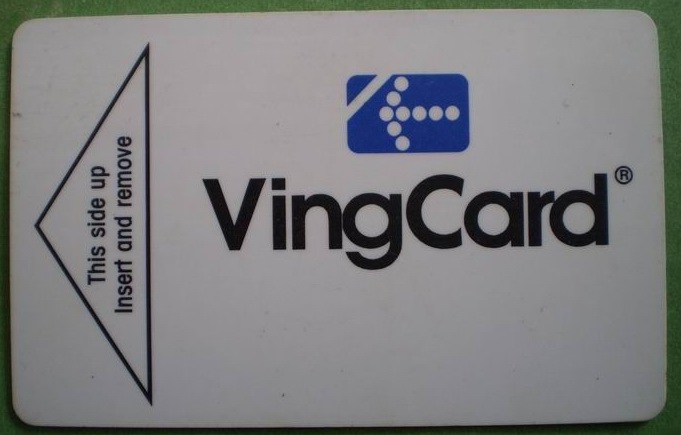 VingCard®
This side up
Insert and remove